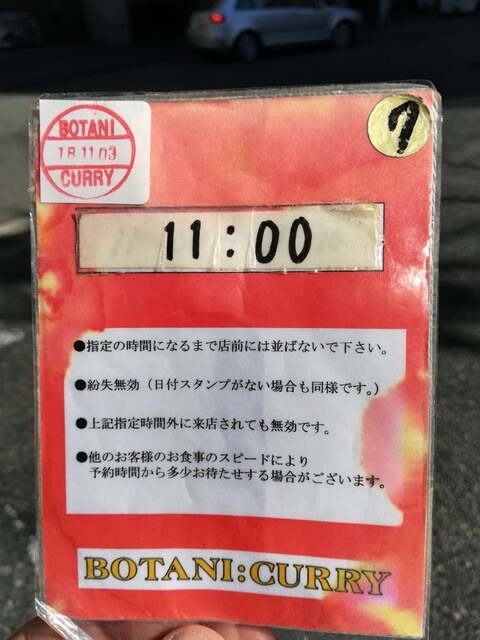 BOTANI
18.11.03
CURRY
7
11:00
●指定の時間になるまで店前には並ばないで下さい。
●紛失無効（日付スタンプがない場合も同様です。）
●上記指定時間外に来店されても無効です。
●他のお客様のお食事のスピードにより
予約時間から多少お待たせする場合がございます。
BOTANI:CURRY